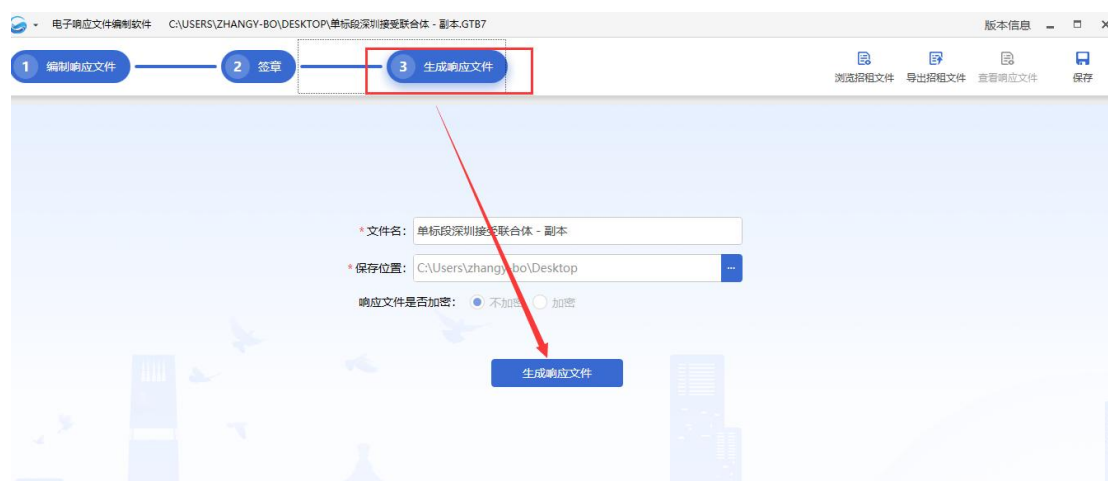 电子响应文件编制软件 C:\USERS\ZHANGY-BO\DESKTOP\单标段深圳接受联合体 - 副本.GTB7 版本信息
1 编制响应文件 2 签章 3 生成响应文件
浏览招租文件 导出招租文件 查看响应文件 保存
*文件名： 单标段深圳接受联合体 - 副本
*保存位置： C:\Users\zhangy-bo\Desktop ...
响应文件是否加密： 不加密 加密
生成响应文件